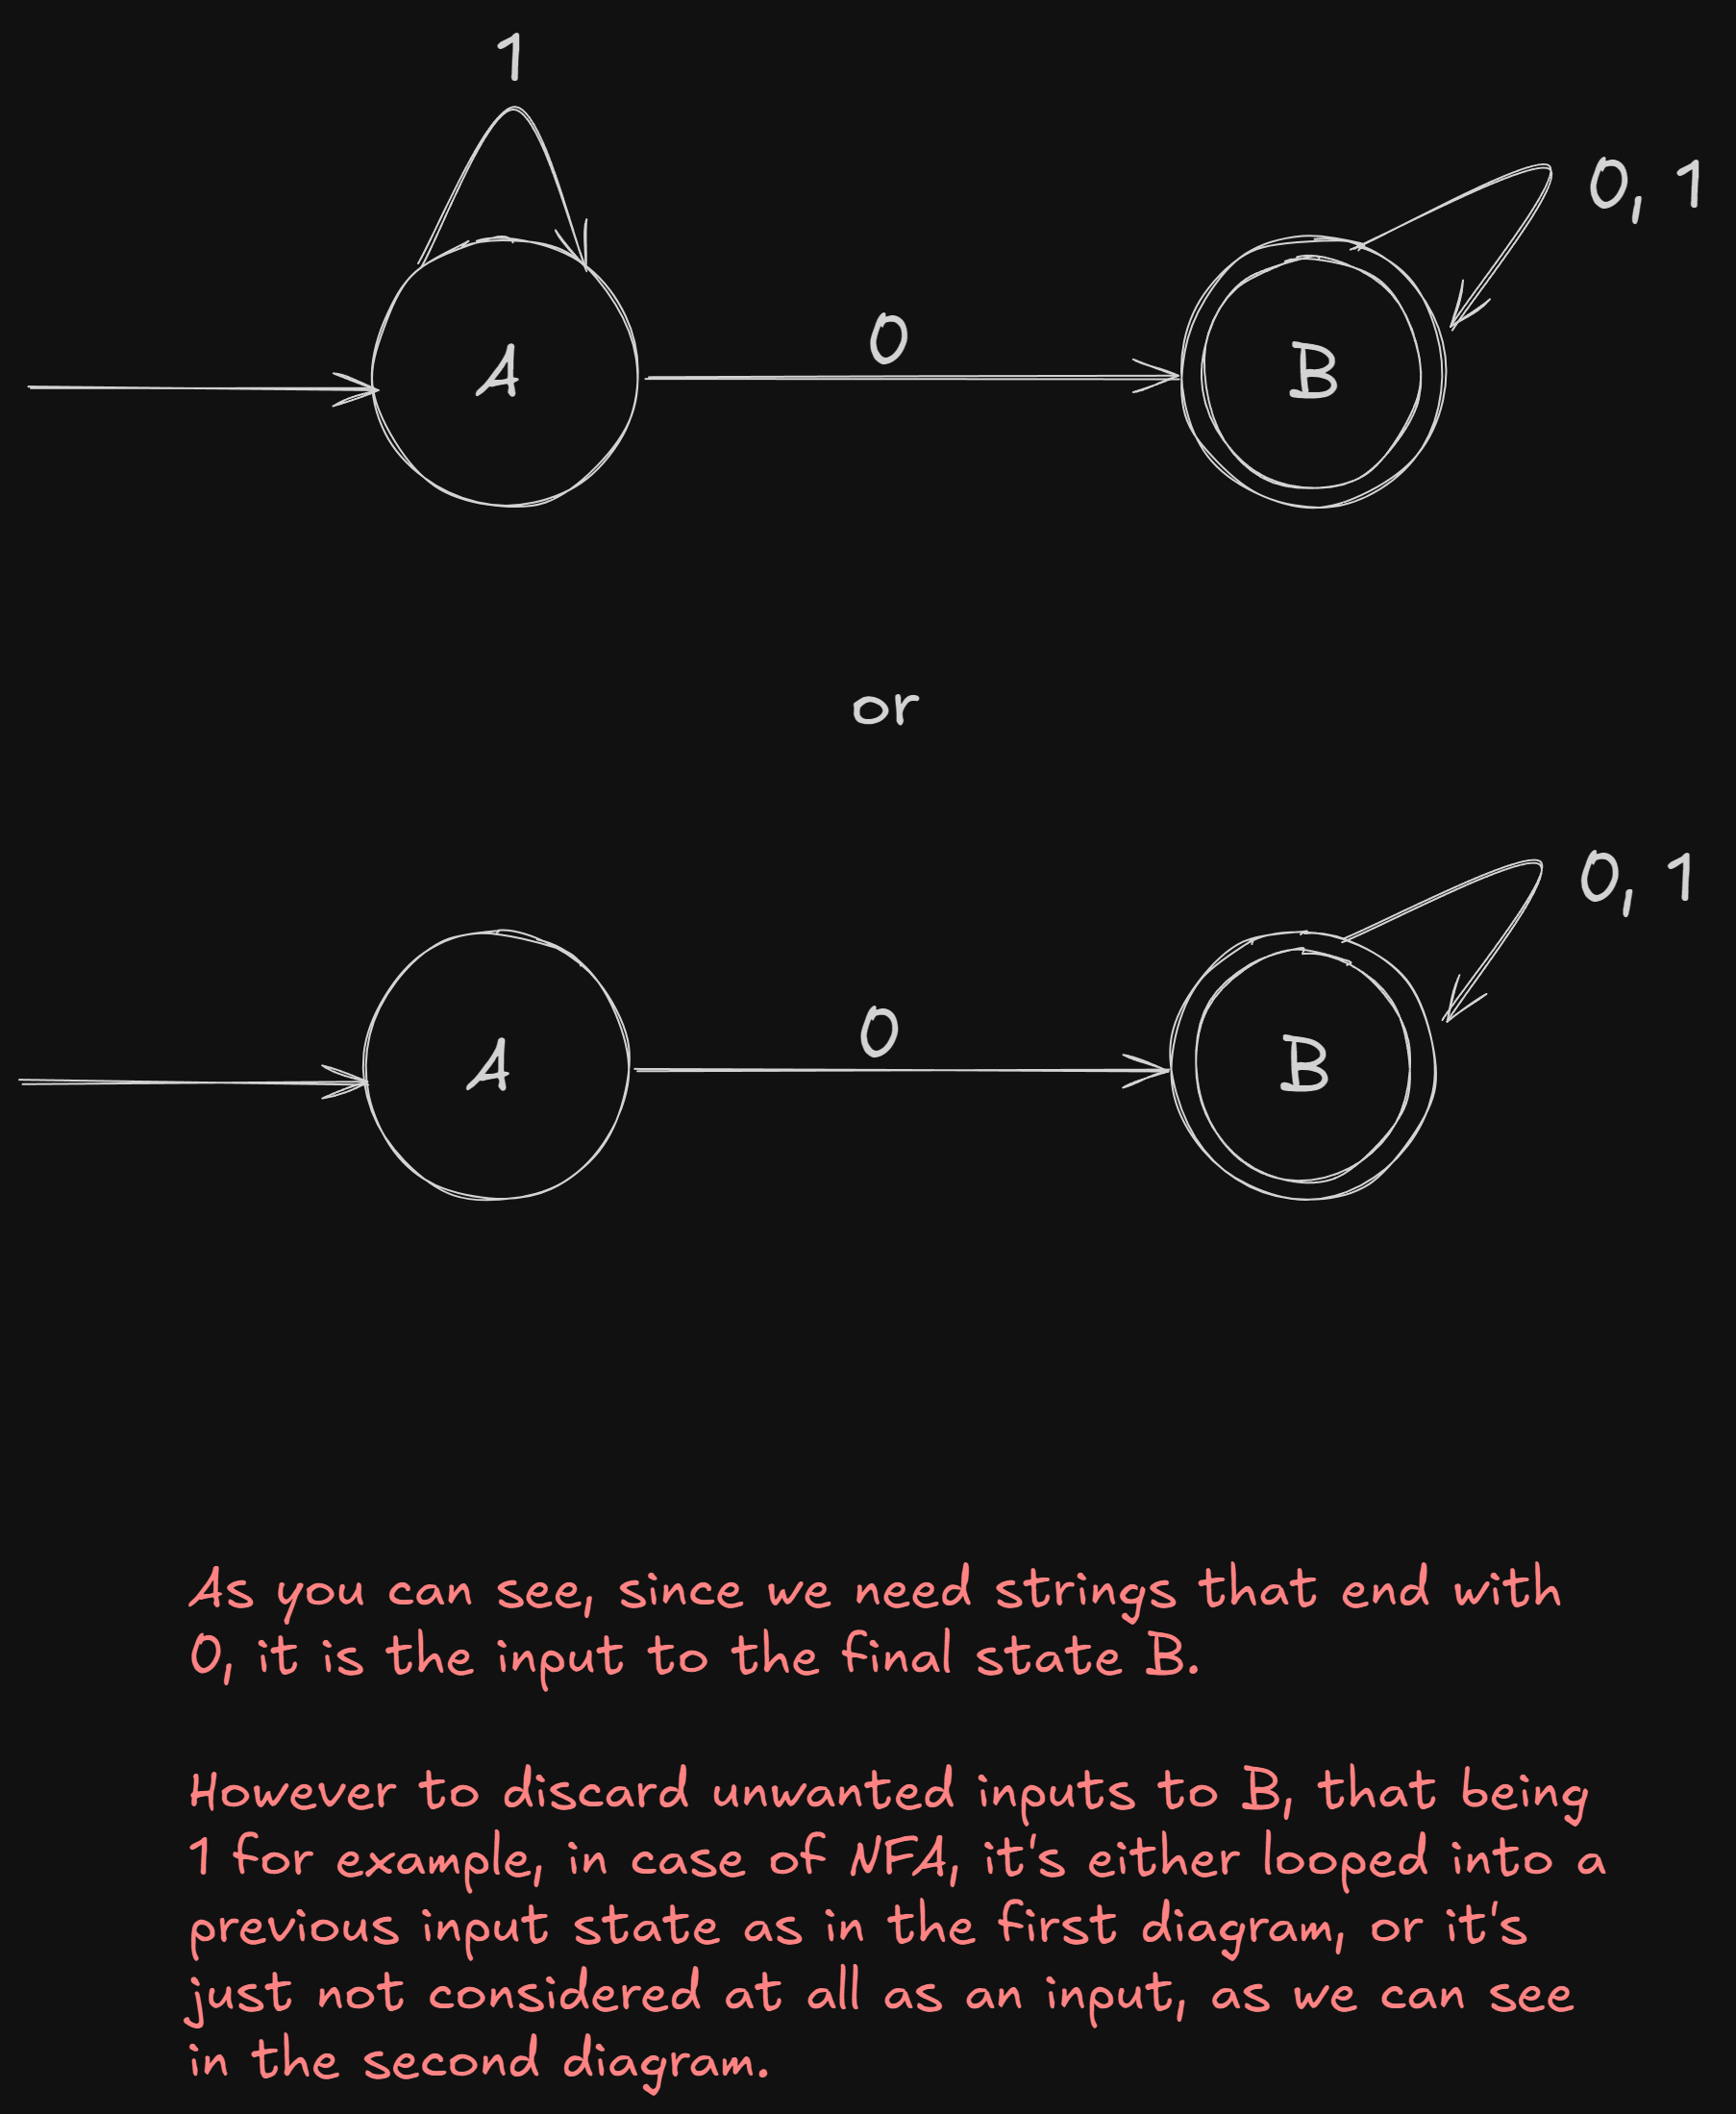 1
0, 1
0
A
B
or
0, 1
0
A
B
As you can see, since we need strings that end with
0, it is the input to the final state B.
However to discard unwanted inputs to B, that being
1 for example, in case of NFA, it's either looped into a
previous input state as in the first diagram, or it's
just not considered at all as an input, as we can see
in the second diagram.